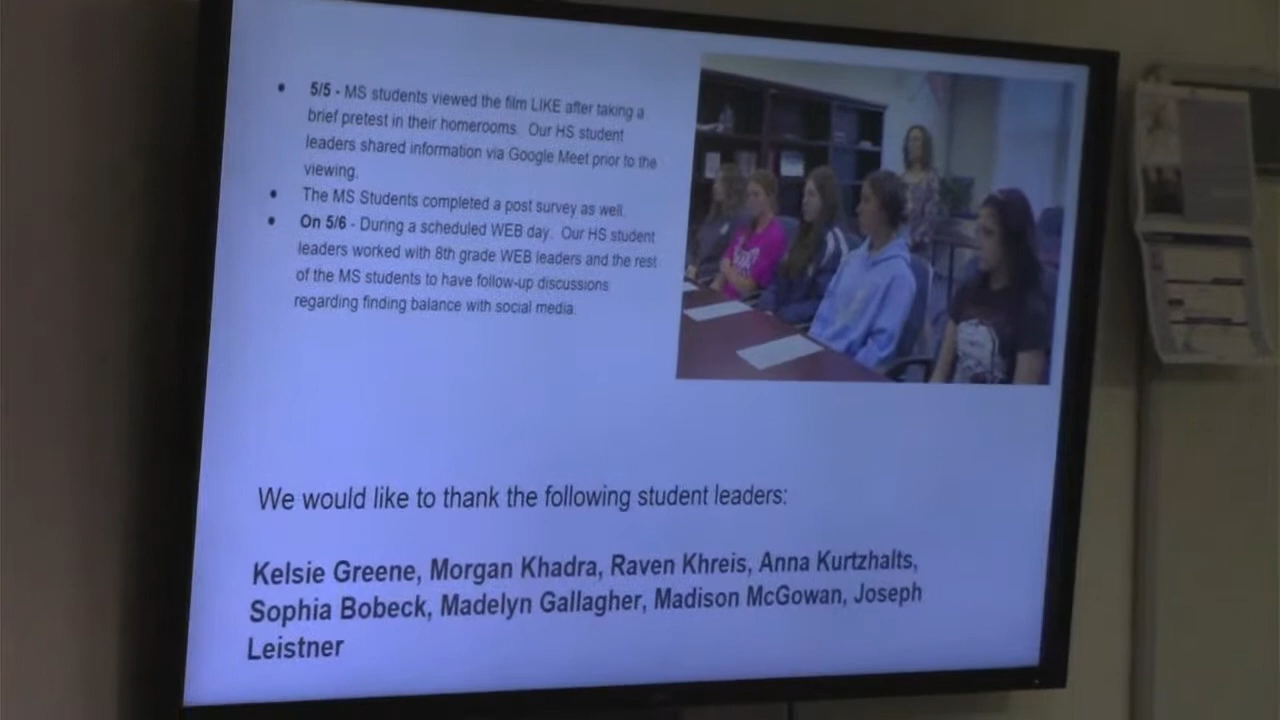 • 5/5 - MS students viewed the film LIKE after taking a
brief pretest in their homerooms. Our HS student
leaders shared information via Google Meet prior to the
viewing.
• The MS Students completed a post survey as well.
• On 5/6 - During a scheduled WEB day. Our HS student
leaders worked with 8th grade WEB leaders and the rest
of the MS students to have follow-up discussions
regarding finding balance with social media.
We would like to thank the following student leaders:
Kelsie Greene, Morgan Khadra, Raven Khreis, Anna Kurtzhalts,
Sophia Bobeck, Madelyn Gallagher, Madison McGowan, Joseph
Leistner